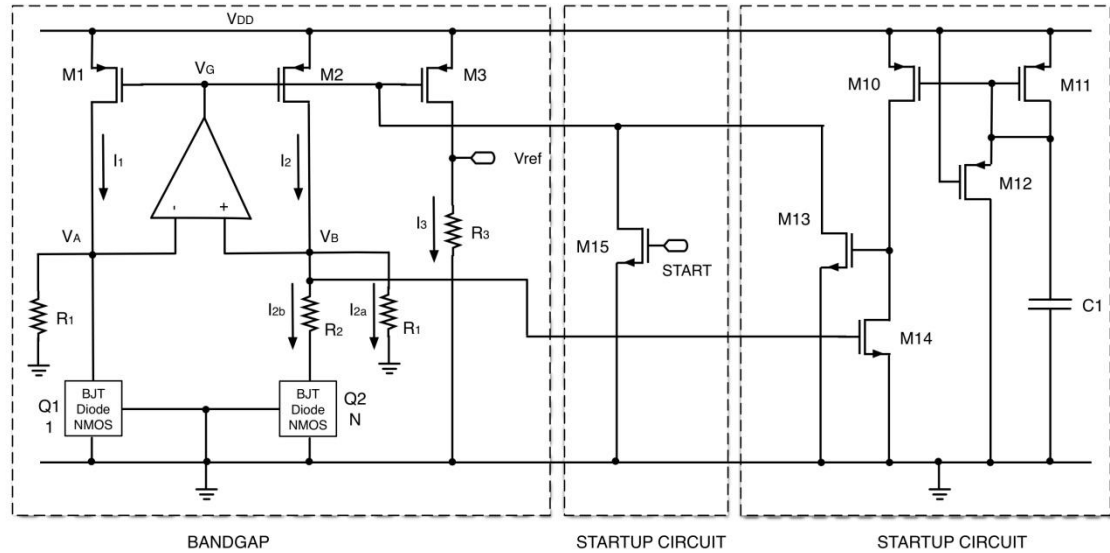 VDD
M1
VG
M2
M3
M10
M11
I1
I2
Vref
M12
VA
-
+
VB
I3
R3
M13
M15
START
R1
I2b
R2
I2a
R1
M14
C1
Q1
1
BJT
Diode
NMOS
BJT
Diode
NMOS
Q2
N
BANDGAP
STARTUP CIRCUIT
STARTUP CIRCUIT